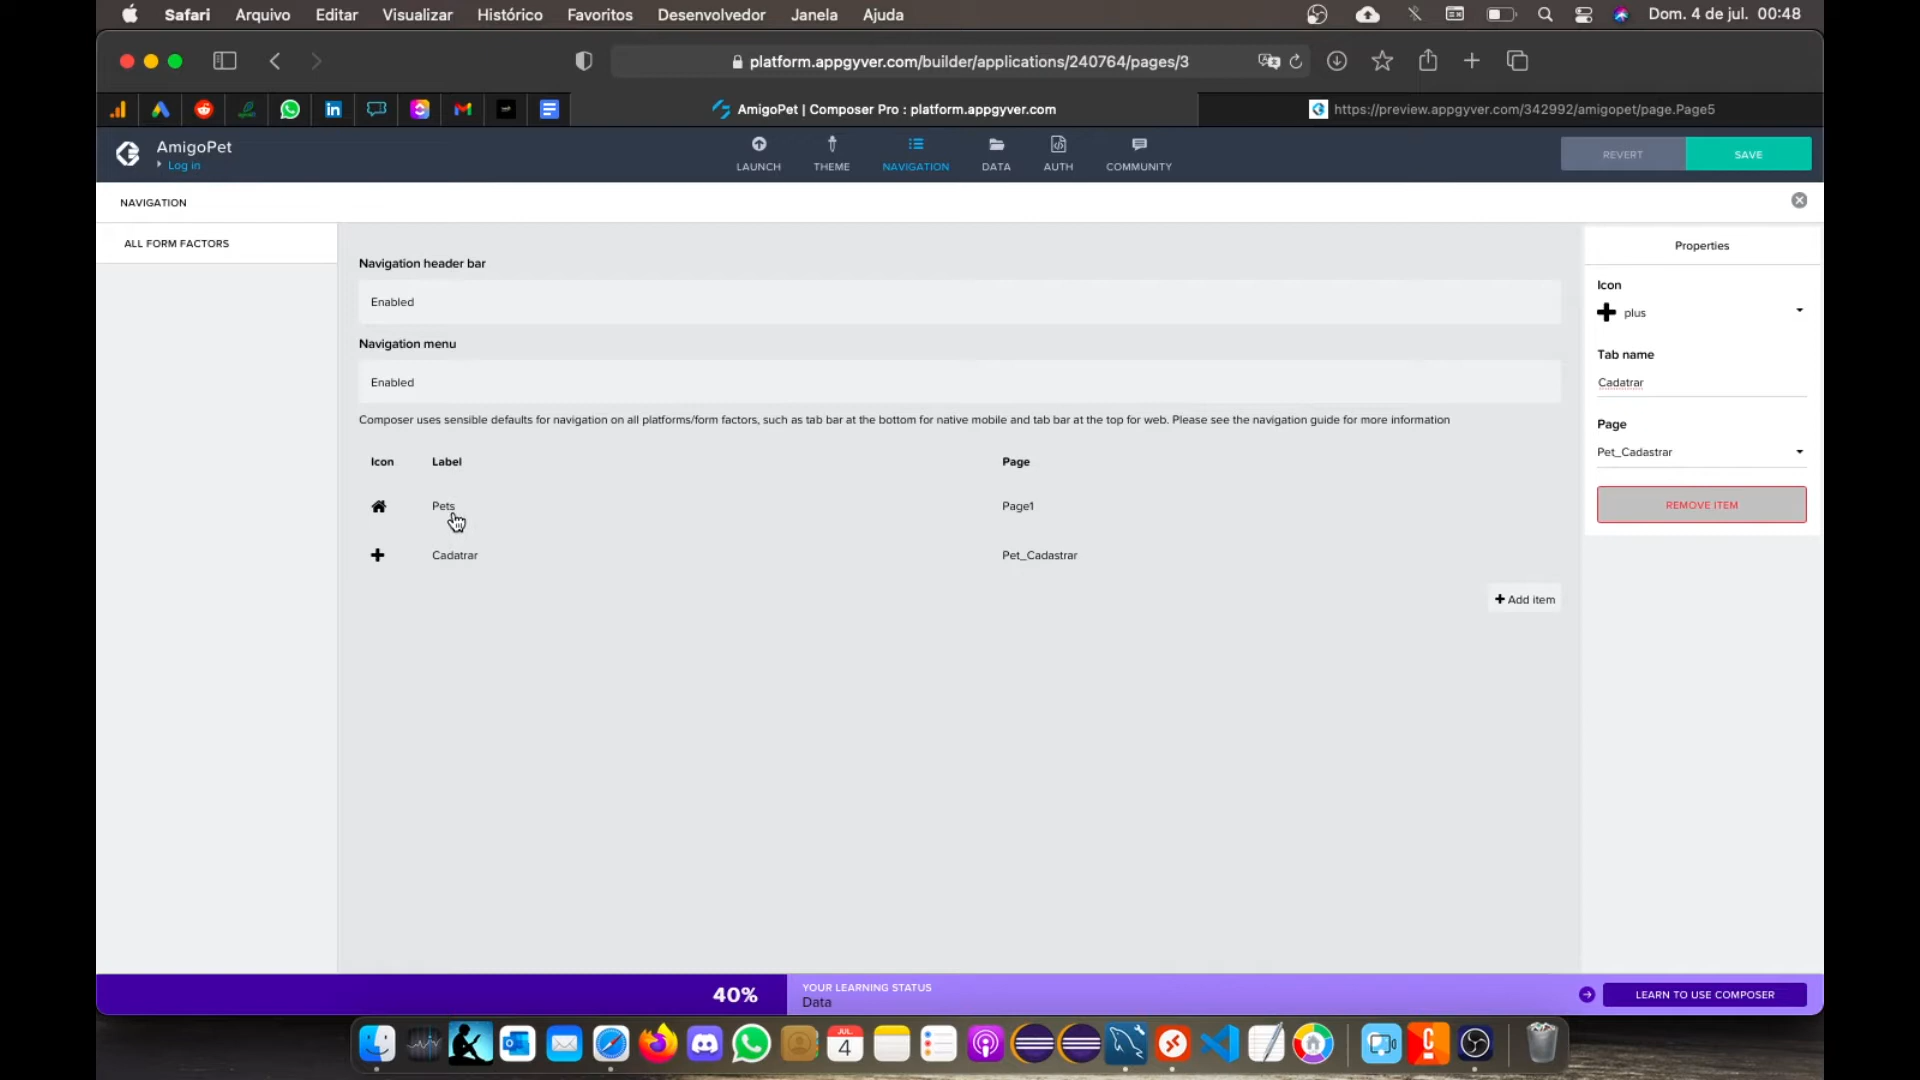 Safari Arquivo Editar Visualizar Histórico Favoritos Desenvolvedor Janela Ajuda Dom. 4 de jul. 00:48
platform.appgyver.com/builder/applications/240764/pages/3
AmigoPet | Composer Pro : platform.appgyver.com https://preview.appgyver.com/342992/amigopet/page.Page5
AmigoPet
Log in
LAUNCH THEME NAVIGATION DATA AUTH COMMUNITY
REVERT SAVE
NAVIGATION
ALL FORM FACTORS
Navigation header bar
Enabled
Navigation menu
Enabled
Composer uses sensible defaults for navigation on all platforms/form factors, such as tab bar at the bottom for native mobile and tab bar at the top for web. Please see the navigation guide for more information
Icon Label Page
Pets Page1
Cadatrar Pet_Cadastrar
+ Add item
Properties
Icon
plus
Tab name
Cadatrar
Page
Pet_Cadastrar
REMOVE ITEM
40%
YOUR LEARNING STATUS
Data
LEARN TO USE COMPOSER
JUL
4